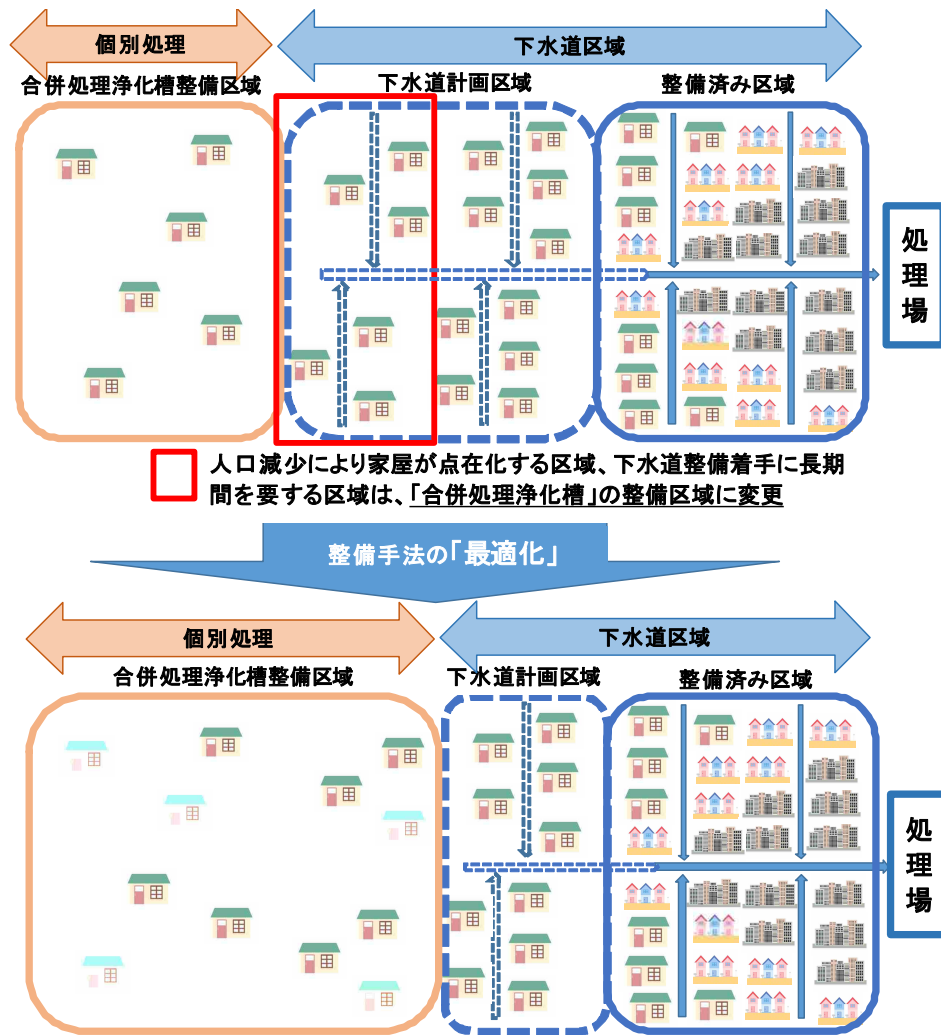 個別処理
下水道区域
合併処理浄化槽整備区域
下水道計画区域
整備済み区域
処理場
人口減少により家屋が点在化する区域、下水道整備着手に長期
間を要する区域は、「合併処理浄化槽」の整備区域に変更
整備手法の「最適化」
個別処理
下水道区域
合併処理浄化槽整備区域
下水道計画区域
整備済み区域
処理場